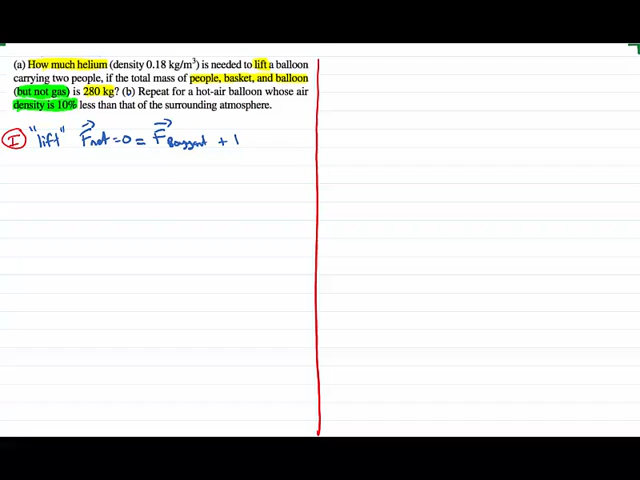 (a) How much helium (density 0.18 kg/m³) is needed to lift a balloon
carrying two people, if the total mass of people, basket, and balloon
(but not gas) is 280 kg? (b) Repeat for a hot-air balloon whose air
density is 10% less than that of the surrounding atmosphere.
I "lift" F⃗net = 0 = F⃗Buoyant + 1